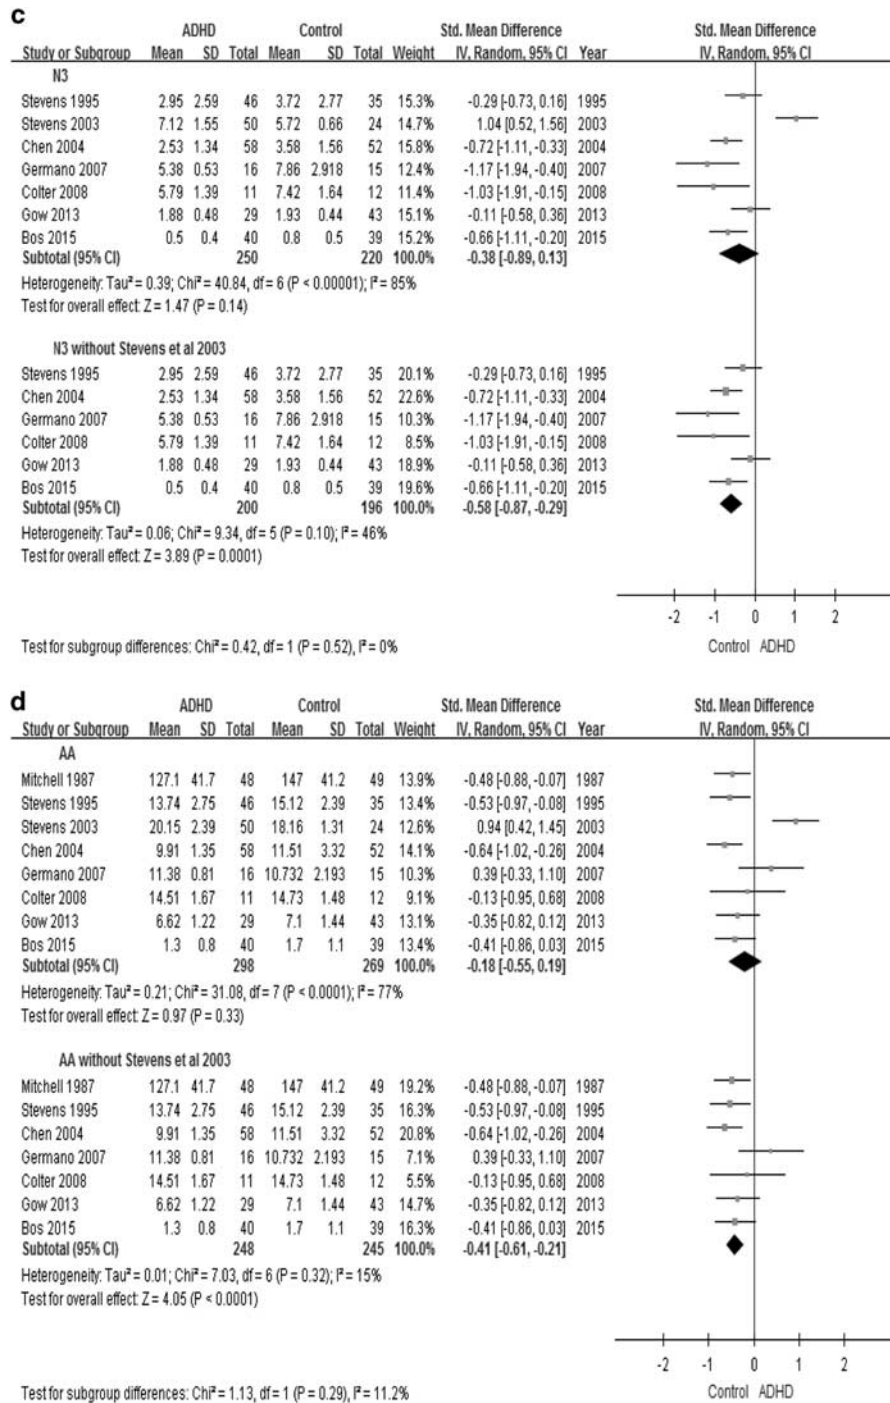 c
ADHD Control Std. Mean Difference Std. Mean Difference
Study or Subgroup Mean SD Total Mean SD Total Weight IV, Random, 95% CI Year IV, Random, 95% CI
N3
Stevens 1995 2.95 2.59 46 3.72 2.77 35 15.3% -0.29 [-0.73, 0.16] 1995
Stevens 2003 7.12 1.55 50 5.72 0.66 24 14.7% 1.04 [0.52, 1.56] 2003
Chen 2004 2.53 1.34 58 3.58 1.56 52 15.8% -0.72 [-1.11, -0.33] 2004
Germano 2007 5.38 0.53 16 7.86 2.918 15 12.4% -1.17 [-1.94, -0.40] 2007
Colter 2008 5.79 1.39 11 7.42 1.64 12 11.4% -1.03 [-1.91, -0.15] 2008
Gow 2013 1.88 0.48 29 1.93 0.44 43 15.1% -0.11 [-0.58, 0.36] 2013
Bos 2015 0.5 0.4 40 0.8 0.5 39 15.2% -0.66 [-1.11, -0.20] 2015
Subtotal (95% CI) 250 220 100.0% -0.38 [-0.89, 0.13]
Heterogeneity: Tau² = 0.39; Chi² = 40.84, df = 6 (P < 0.00001); I² = 85%
Test for overall effect: Z = 1.47 (P = 0.14)
N3 without Stevens et al 2003
Stevens 1995 2.95 2.59 46 3.72 2.77 35 20.1% -0.29 [-0.73, 0.16] 1995
Chen 2004 2.53 1.34 58 3.58 1.56 52 22.6% -0.72 [-1.11, -0.33] 2004
Germano 2007 5.38 0.53 16 7.86 2.918 15 10.3% -1.17 [-1.94, -0.40] 2007
Colter 2008 5.79 1.39 11 7.42 1.64 12 8.5% -1.03 [-1.91, -0.15] 2008
Gow 2013 1.88 0.48 29 1.93 0.44 43 18.9% -0.11 [-0.58, 0.36] 2013
Bos 2015 0.5 0.4 40 0.8 0.5 39 19.6% -0.66 [-1.11, -0.20] 2015
Subtotal (95% CI) 200 196 100.0% -0.58 [-0.87, -0.29]
Heterogeneity: Tau² = 0.06; Chi² = 9.34, df = 5 (P = 0.10); I² = 46%
Test for overall effect: Z = 3.89 (P = 0.0001)
-2 -1 0 1 2
Test for subgroup differences: Chi² = 0.42, df = 1 (P = 0.52), I² = 0% Control ADHD
d
ADHD Control Std. Mean Difference Std. Mean Difference
Study or Subgroup Mean SD Total Mean SD Total Weight IV, Random, 95% CI Year IV, Random, 95% CI
AA
Mitchell 1987 127.1 41.7 48 147 41.2 49 13.9% -0.48 [-0.88, -0.07] 1987
Stevens 1995 13.74 2.75 46 15.12 2.39 35 13.4% -0.53 [-0.97, -0.08] 1995
Stevens 2003 20.15 2.39 50 18.16 1.31 24 12.6% 0.94 [0.42, 1.45] 2003
Chen 2004 9.91 1.35 58 11.51 3.32 52 14.1% -0.64 [-1.02, -0.26] 2004
Germano 2007 11.38 0.81 16 10.732 2.193 15 10.3% 0.39 [-0.33, 1.10] 2007
Colter 2008 14.51 1.67 11 14.73 1.48 12 9.1% -0.13 [-0.95, 0.68] 2008
Gow 2013 6.62 1.22 29 7.1 1.44 43 13.1% -0.35 [-0.82, 0.12] 2013
Bos 2015 1.3 0.8 40 1.7 1.1 39 13.4% -0.41 [-0.86, 0.03] 2015
Subtotal (95% CI) 298 269 100.0% -0.18 [-0.55, 0.19]
Heterogeneity: Tau² = 0.21; Chi² = 31.08, df = 7 (P < 0.0001); I² = 77%
Test for overall effect: Z = 0.97 (P = 0.33)
AA without Stevens et al 2003
Mitchell 1987 127.1 41.7 48 147 41.2 49 19.2% -0.48 [-0.88, -0.07] 1987
Stevens 1995 13.74 2.75 46 15.12 2.39 35 16.3% -0.53 [-0.97, -0.08] 1995
Chen 2004 9.91 1.35 58 11.51 3.32 52 20.8% -0.64 [-1.02, -0.26] 2004
Germano 2007 11.38 0.81 16 10.732 2.193 15 7.1% 0.39 [-0.33, 1.10] 2007
Colter 2008 14.51 1.67 11 14.73 1.48 12 5.5% -0.13 [-0.95, 0.68] 2008
Gow 2013 6.62 1.22 29 7.1 1.44 43 14.7% -0.35 [-0.82, 0.12] 2013
Bos 2015 1.3 0.8 40 1.7 1.1 39 16.3% -0.41 [-0.86, 0.03] 2015
Subtotal (95% CI) 248 245 100.0% -0.41 [-0.61, -0.21]
Heterogeneity: Tau² = 0.01; Chi² = 7.03, df = 6 (P = 0.32); I² = 15%
Test for overall effect: Z = 4.05 (P < 0.0001)
-2 -1 0 1 2
Test for subgroup differences: Chi² = 1.13, df = 1 (P = 0.29), I² = 11.2% Control ADHD